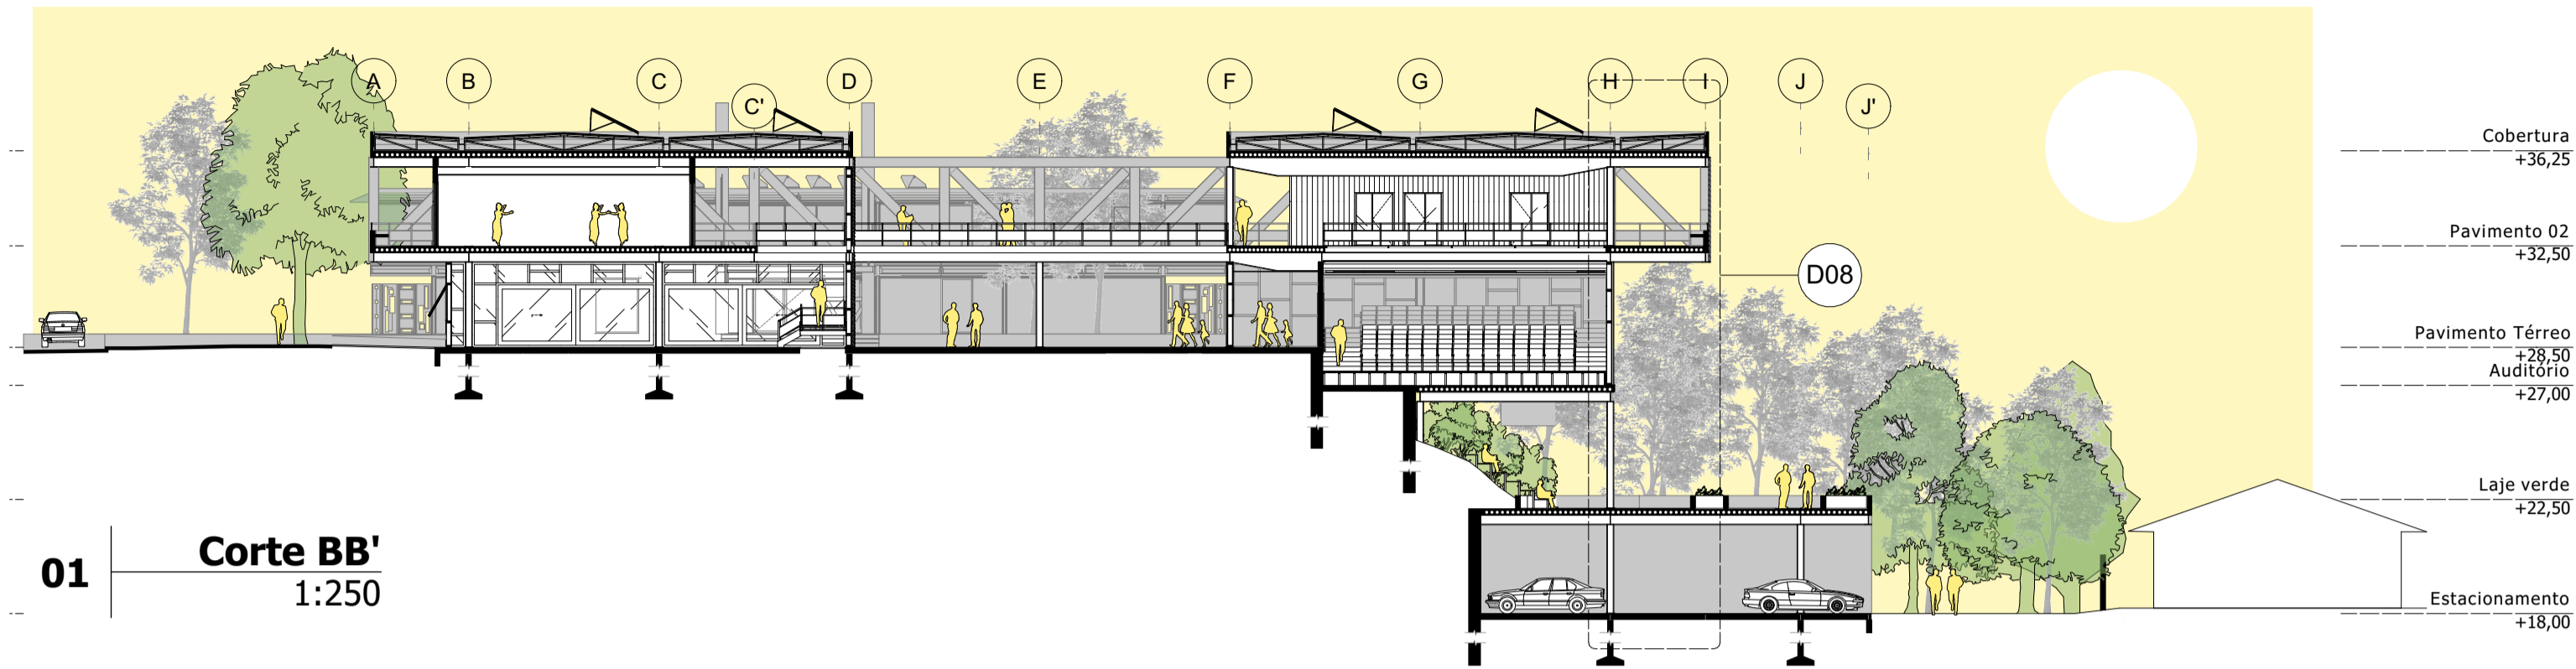 A
B
C
C'
D
E
F
G
H
I
J
J'
Cobertura
+36,25
Pavimento 02
+32,50
D08
Pavimento Térreo
+28,50
Auditório
+27,00
Laje verde
+22,50
01
Corte BB'
1:250
Estacionamento
+18,00